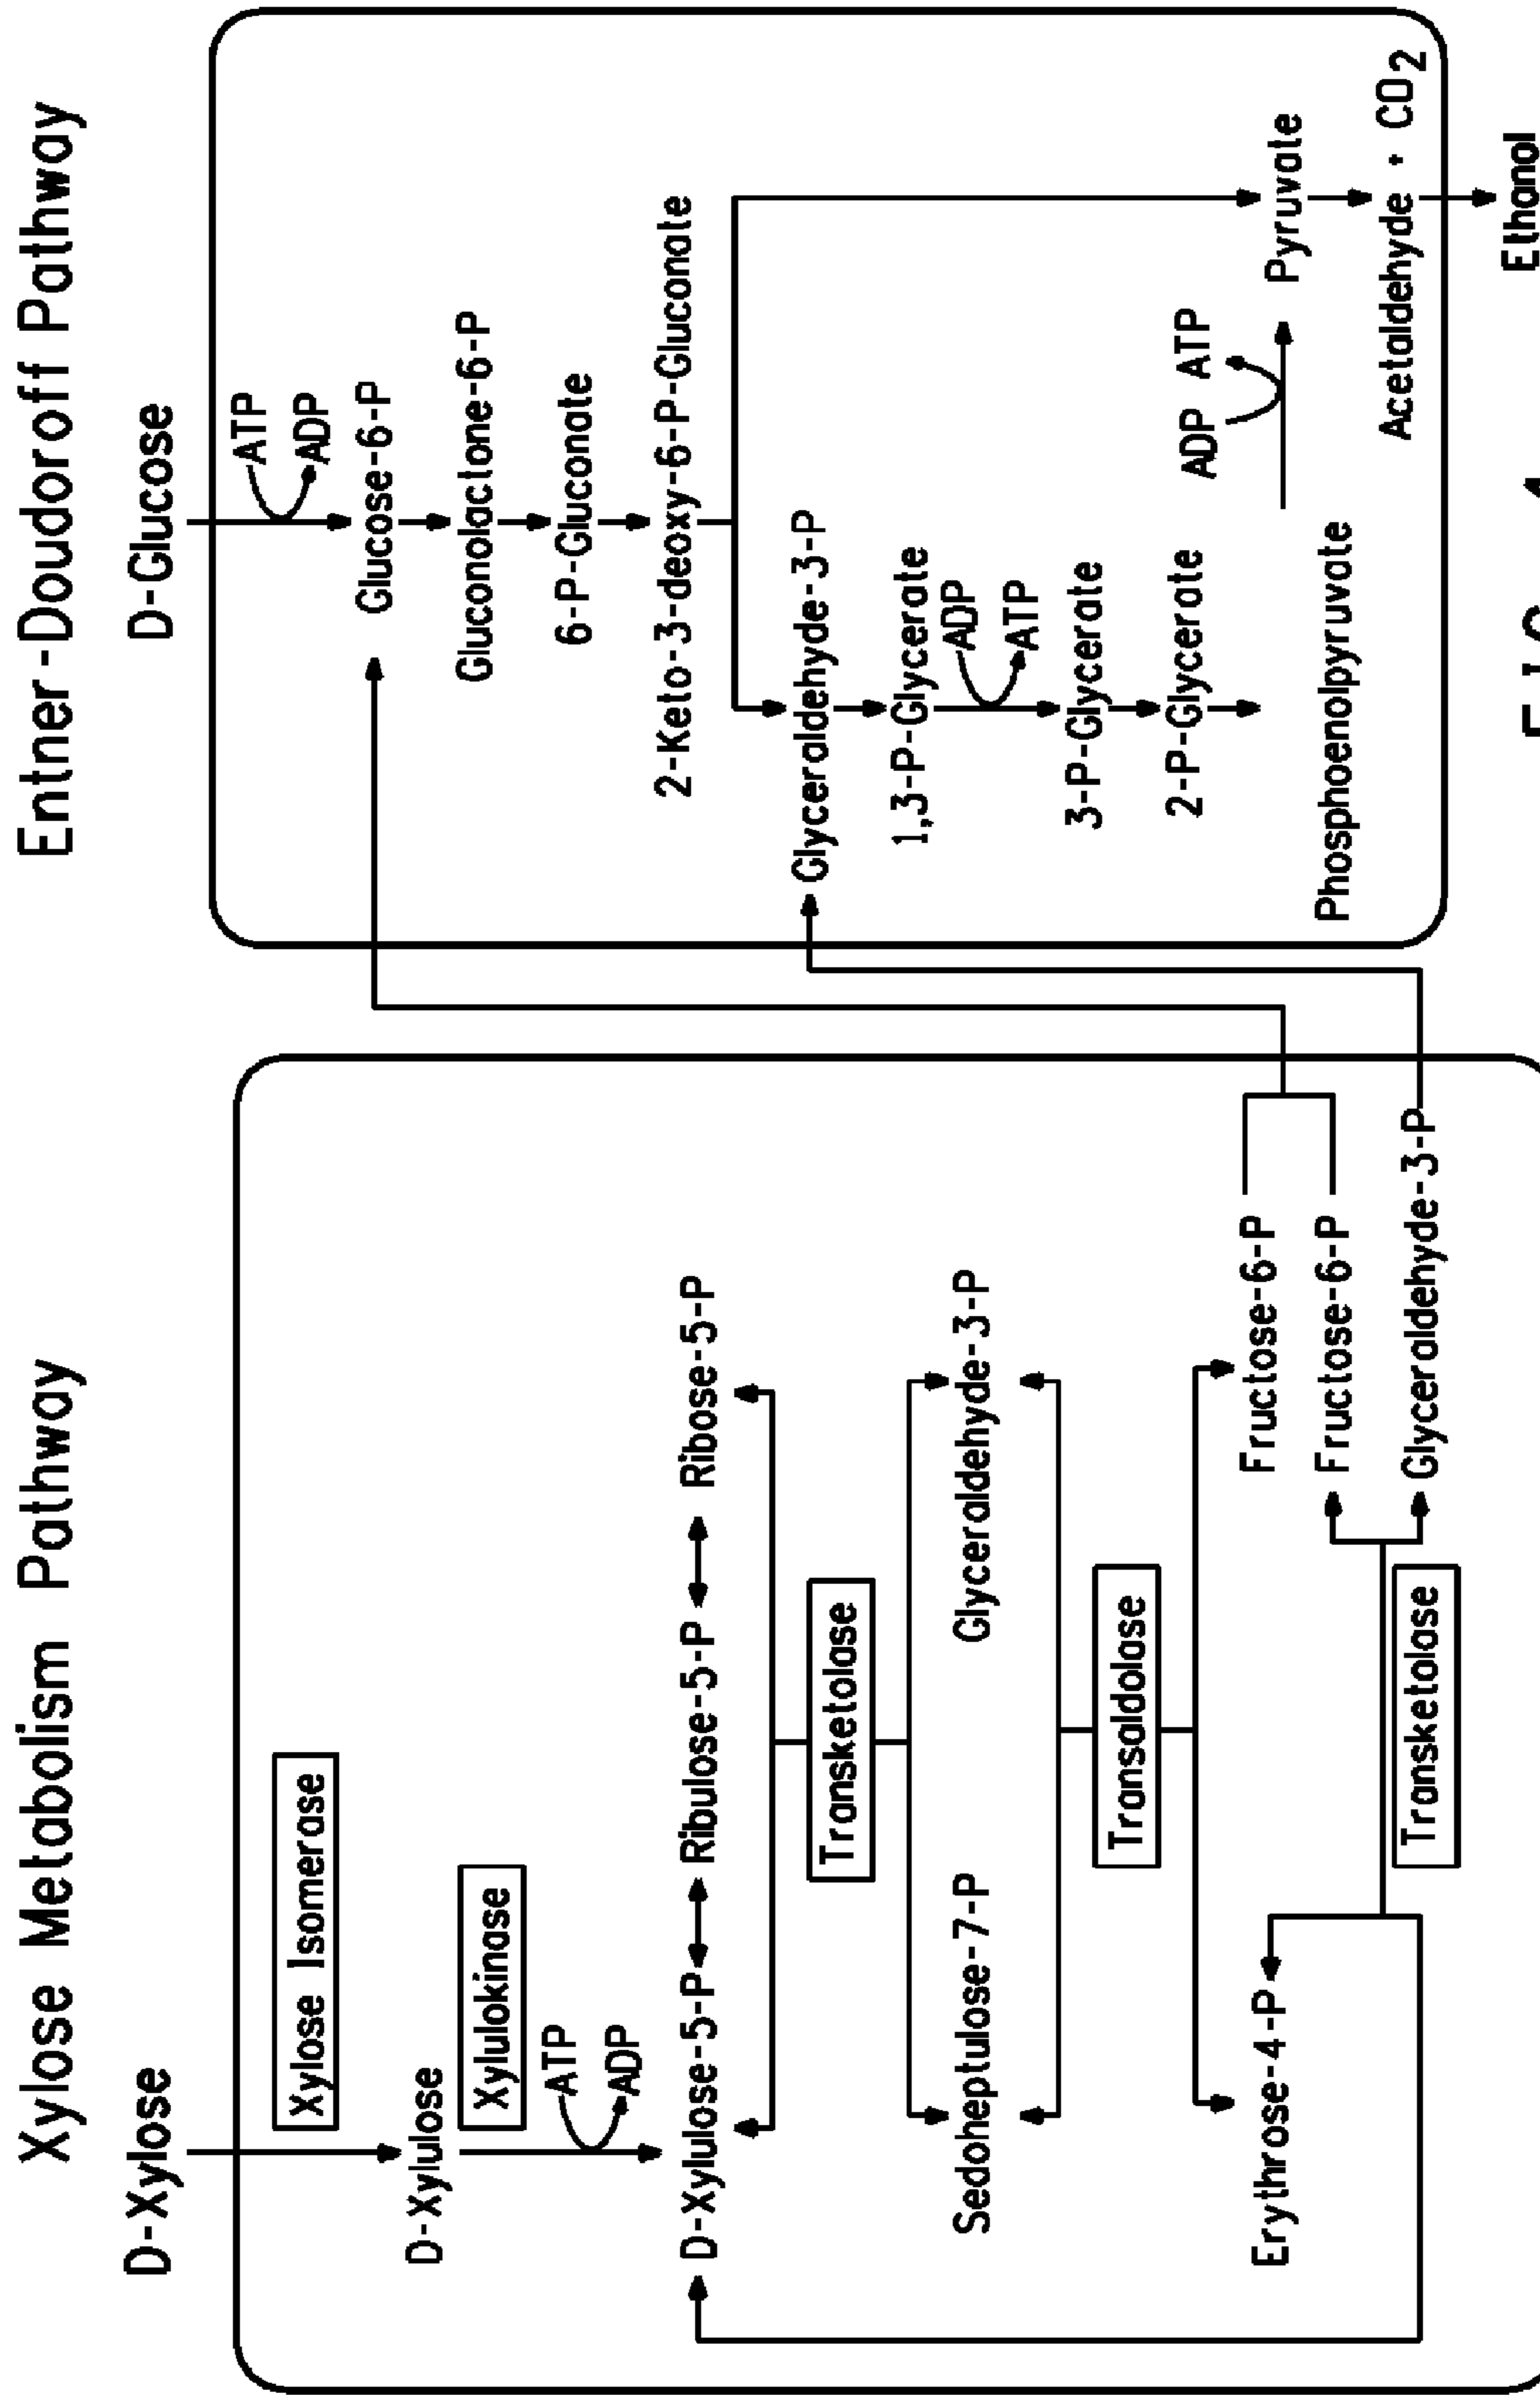 Xylose Metabolism Pathway
D-Xylose
Xylose Isomerase
D-Xylulose
Xylulokinase
ATP
ADP
D-Xylulose-5-P
Ribulose-5-P
Ribose-5-P
Transketolase
Sedoheptulose-7-P
Glyceraldehyde-3-P
Transaldolase
Erythrose-4-P
Fructose-6-P
Fructose-6-P
Glyceraldehyde-3-P
Transketolase
Entner-Doudoroff Pathway
D-Glucose
ATP
ADP
Glucose-6-P
Gluconolactone-6-P
6-P-Gluconate
2-Keto-3-deoxy-6-P-Gluconate
Glyceraldehyde-3-P
1,3-P-Glycerate
ADP
ATP
3-P-Glycerate
2-P-Glycerate
Phosphoenolpyruvate
ADP
ATP
Pyruvate
Acetaldehyde + CO2
Ethanol